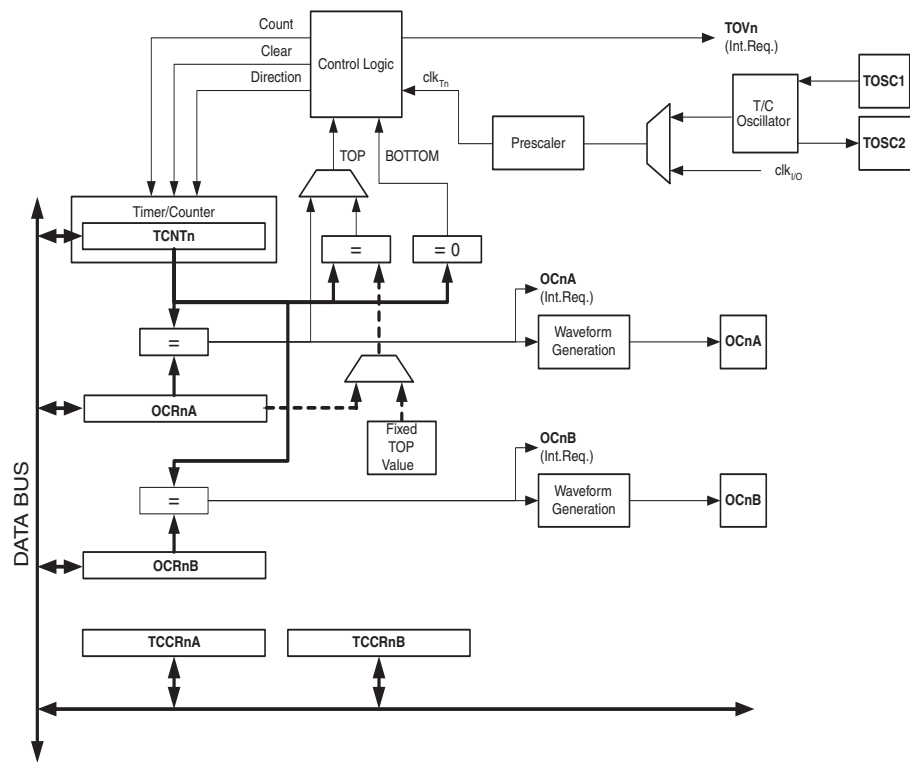 Count
Clear
Direction
Control Logic
TOVn
(Int.Req.)
clkTn
TOSC1
T/C
Oscillator
TOSC2
Prescaler
clkI/O
TOP
BOTTOM
Timer/Counter
TCNTn
=
= 0
OCnA
(Int.Req.)
=
Waveform
Generation
OCnA
OCRnA
Fixed
TOP
Value
OCnB
(Int.Req.)
=
Waveform
Generation
OCnB
DATA BUS
OCRnB
TCCRnA
TCCRnB